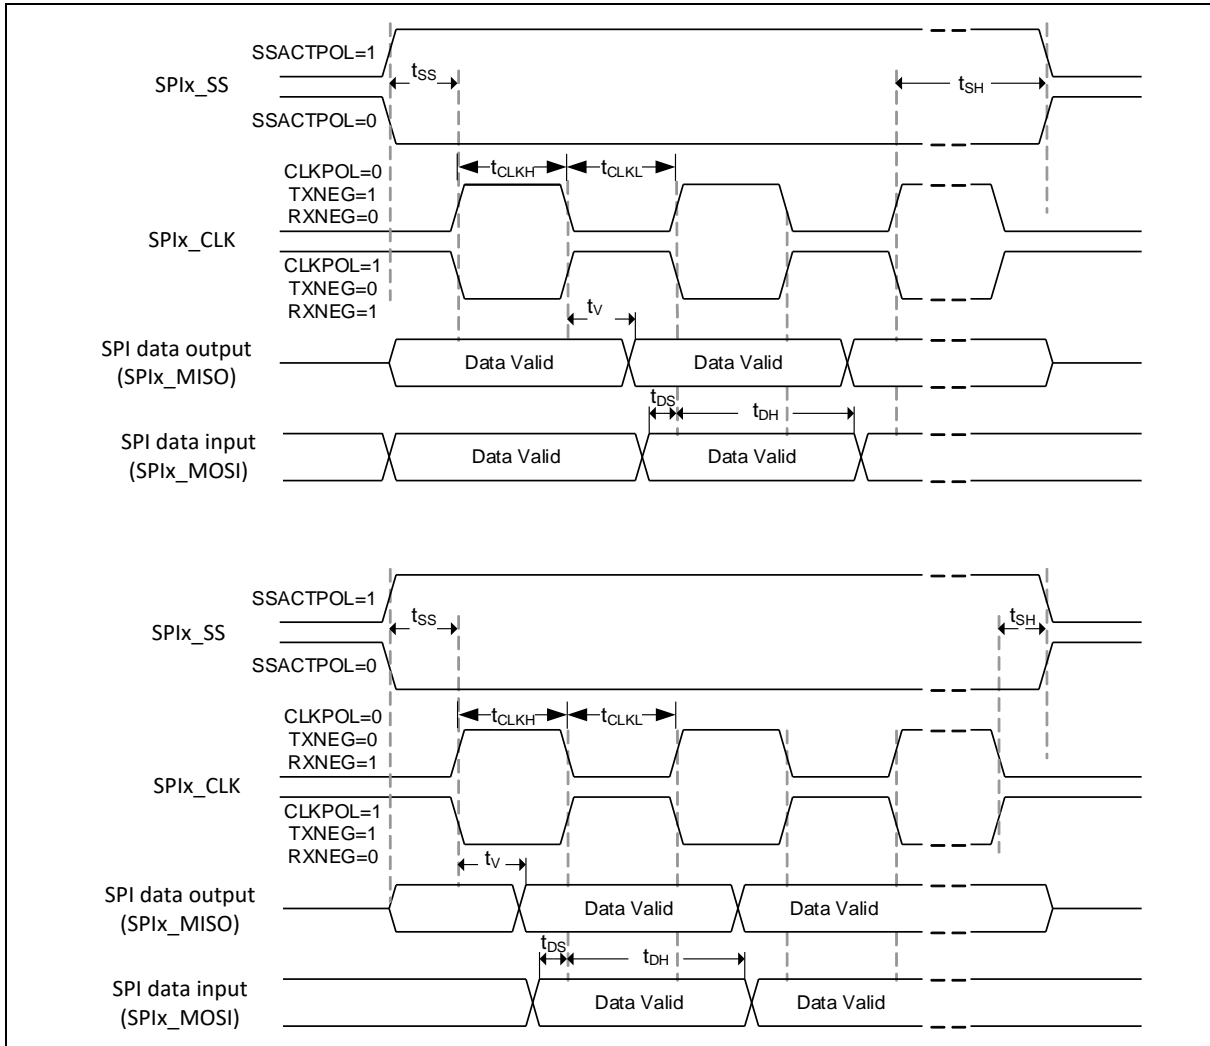 SSACTPOL=1
SPIx_SS
tSS
tSH
SSACTPOL=0
CLKPOL=0
TXNEG=1
RXNEG=0
tCLKH
tCLKL
SPIx_CLK
CLKPOL=1
TXNEG=0
RXNEG=1
tV
SPI data output
(SPIx_MISO)
Data Valid
Data Valid
tDS
tDH
SPI data input
(SPIx_MOSI)
Data Valid
Data Valid
SSACTPOL=1
SPIx_SS
tSS
tSH
SSACTPOL=0
CLKPOL=0
TXNEG=0
RXNEG=1
tCLKH
tCLKL
SPIx_CLK
CLKPOL=1
TXNEG=1
RXNEG=0
tV
SPI data output
(SPIx_MISO)
Data Valid
Data Valid
tDS
tDH
SPI data input
(SPIx_MOSI)
Data Valid
Data Valid